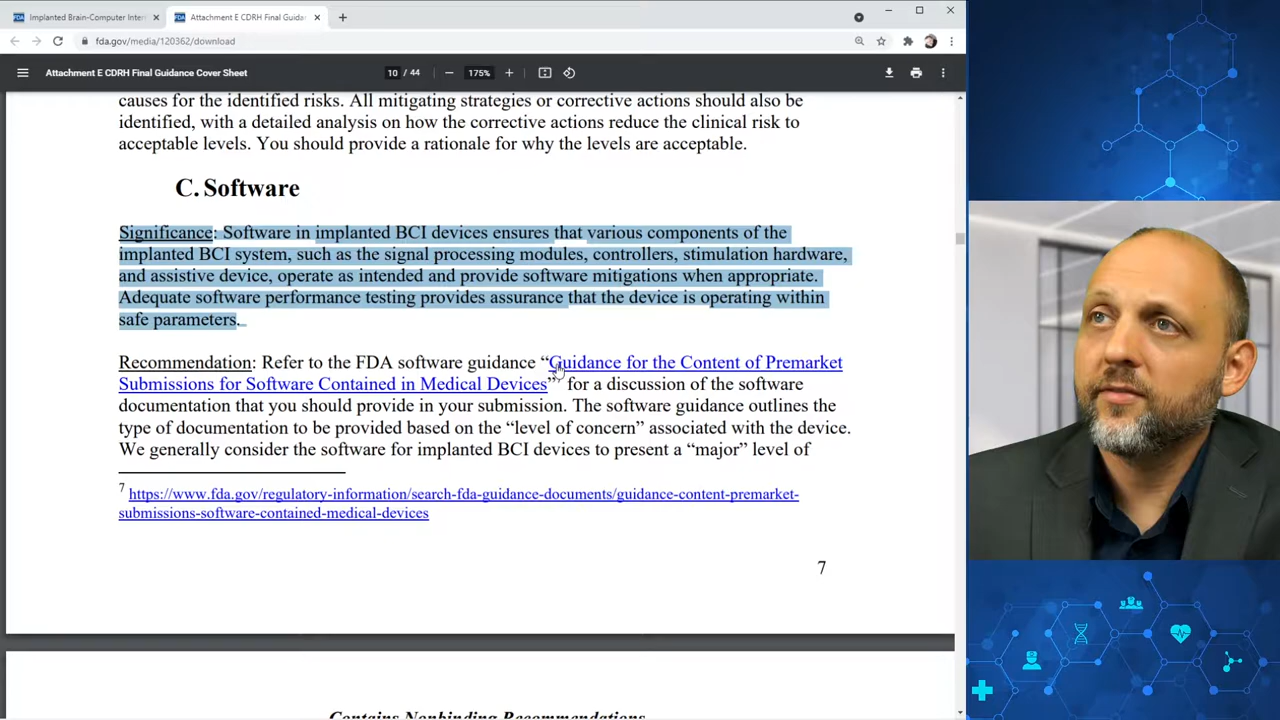 Implanted Brain-Computer Inter
Attachment E CDRH Final Guidan
fda.gov/media/120362/download
Attachment E CDRH Final Guidance Cover Sheet
10 / 44
175%
causes for the identified risks. All mitigating strategies or corrective actions should also be
identified, with a detailed analysis on how the corrective actions reduce the clinical risk to
acceptable levels. You should provide a rationale for why the levels are acceptable.
C. Software
Significance: Software in implanted BCI devices ensures that various components of the
implanted BCI system, such as the signal processing modules, controllers, stimulation hardware,
and assistive device, operate as intended and provide software mitigations when appropriate.
Adequate software performance testing provides assurance that the device is operating within
safe parameters.
Recommendation: Refer to the FDA software guidance “Guidance for the Content of Premarket
Submissions for Software Contained in Medical Devices”⁷ for a discussion of the software
documentation that you should provide in your submission. The software guidance outlines the
type of documentation to be provided based on the “level of concern” associated with the device.
We generally consider the software for implanted BCI devices to present a “major” level of
7 https://www.fda.gov/regulatory-information/search-fda-guidance-documents/guidance-content-premarket-
submissions-software-contained-medical-devices
7
Contains Nonbinding Recommendations